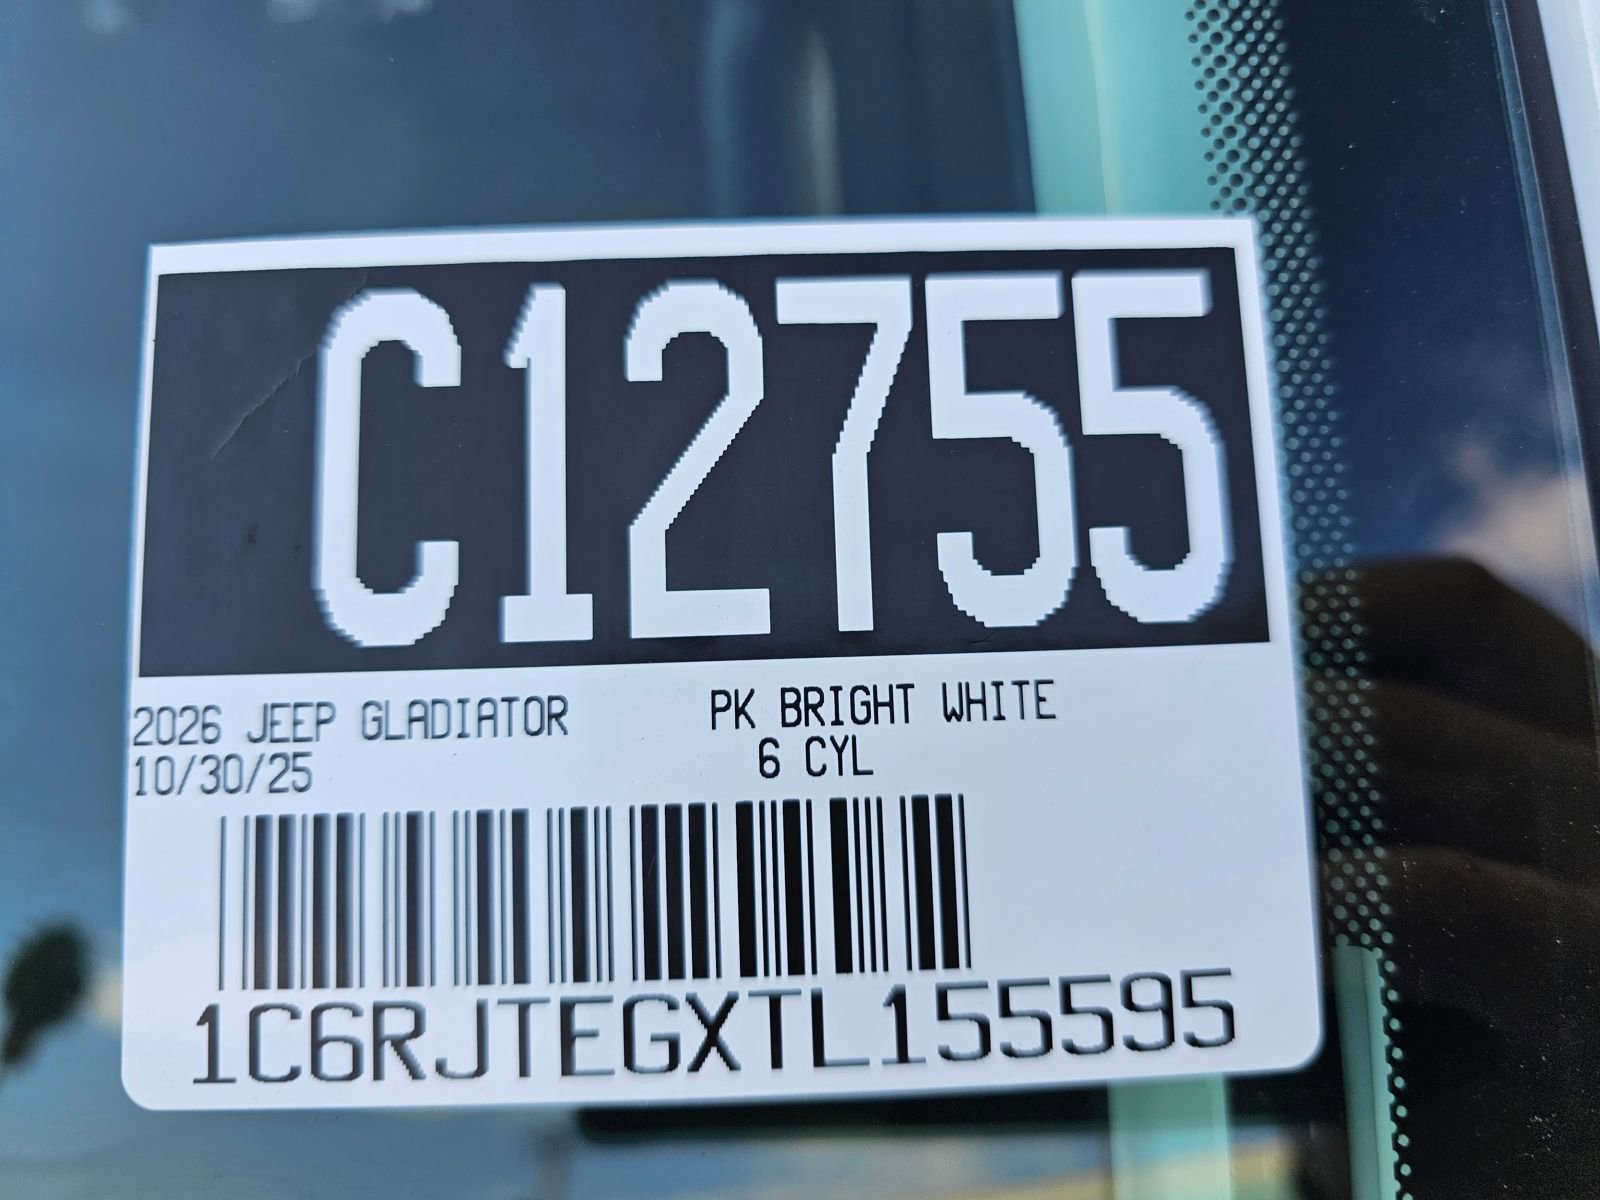 C12755
2026 JEEP GLADIATOR PK BRIGHT WHITE
10/30/25 6 CYL
1C6RJTEGXTL155595